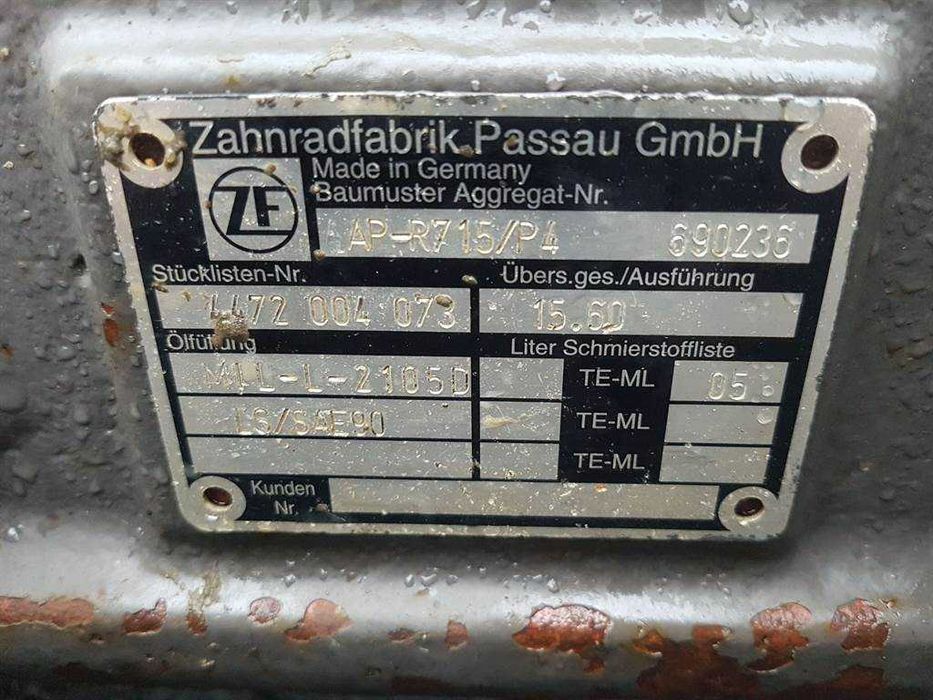 Zahnradfabrik Passau GmbH
Made in Germany
Baumuster Aggregat-Nr.
ZF
AP-R715/P4 690236
Stücklisten-Nr. Übers.ges./Ausführung
4472 004 073 15.60
Ölfüllung Liter Schmierstoffliste
MIL-L-2105D TE-ML 05
LS/SAE90 TE-ML
TE-ML
Kunden
Nr.